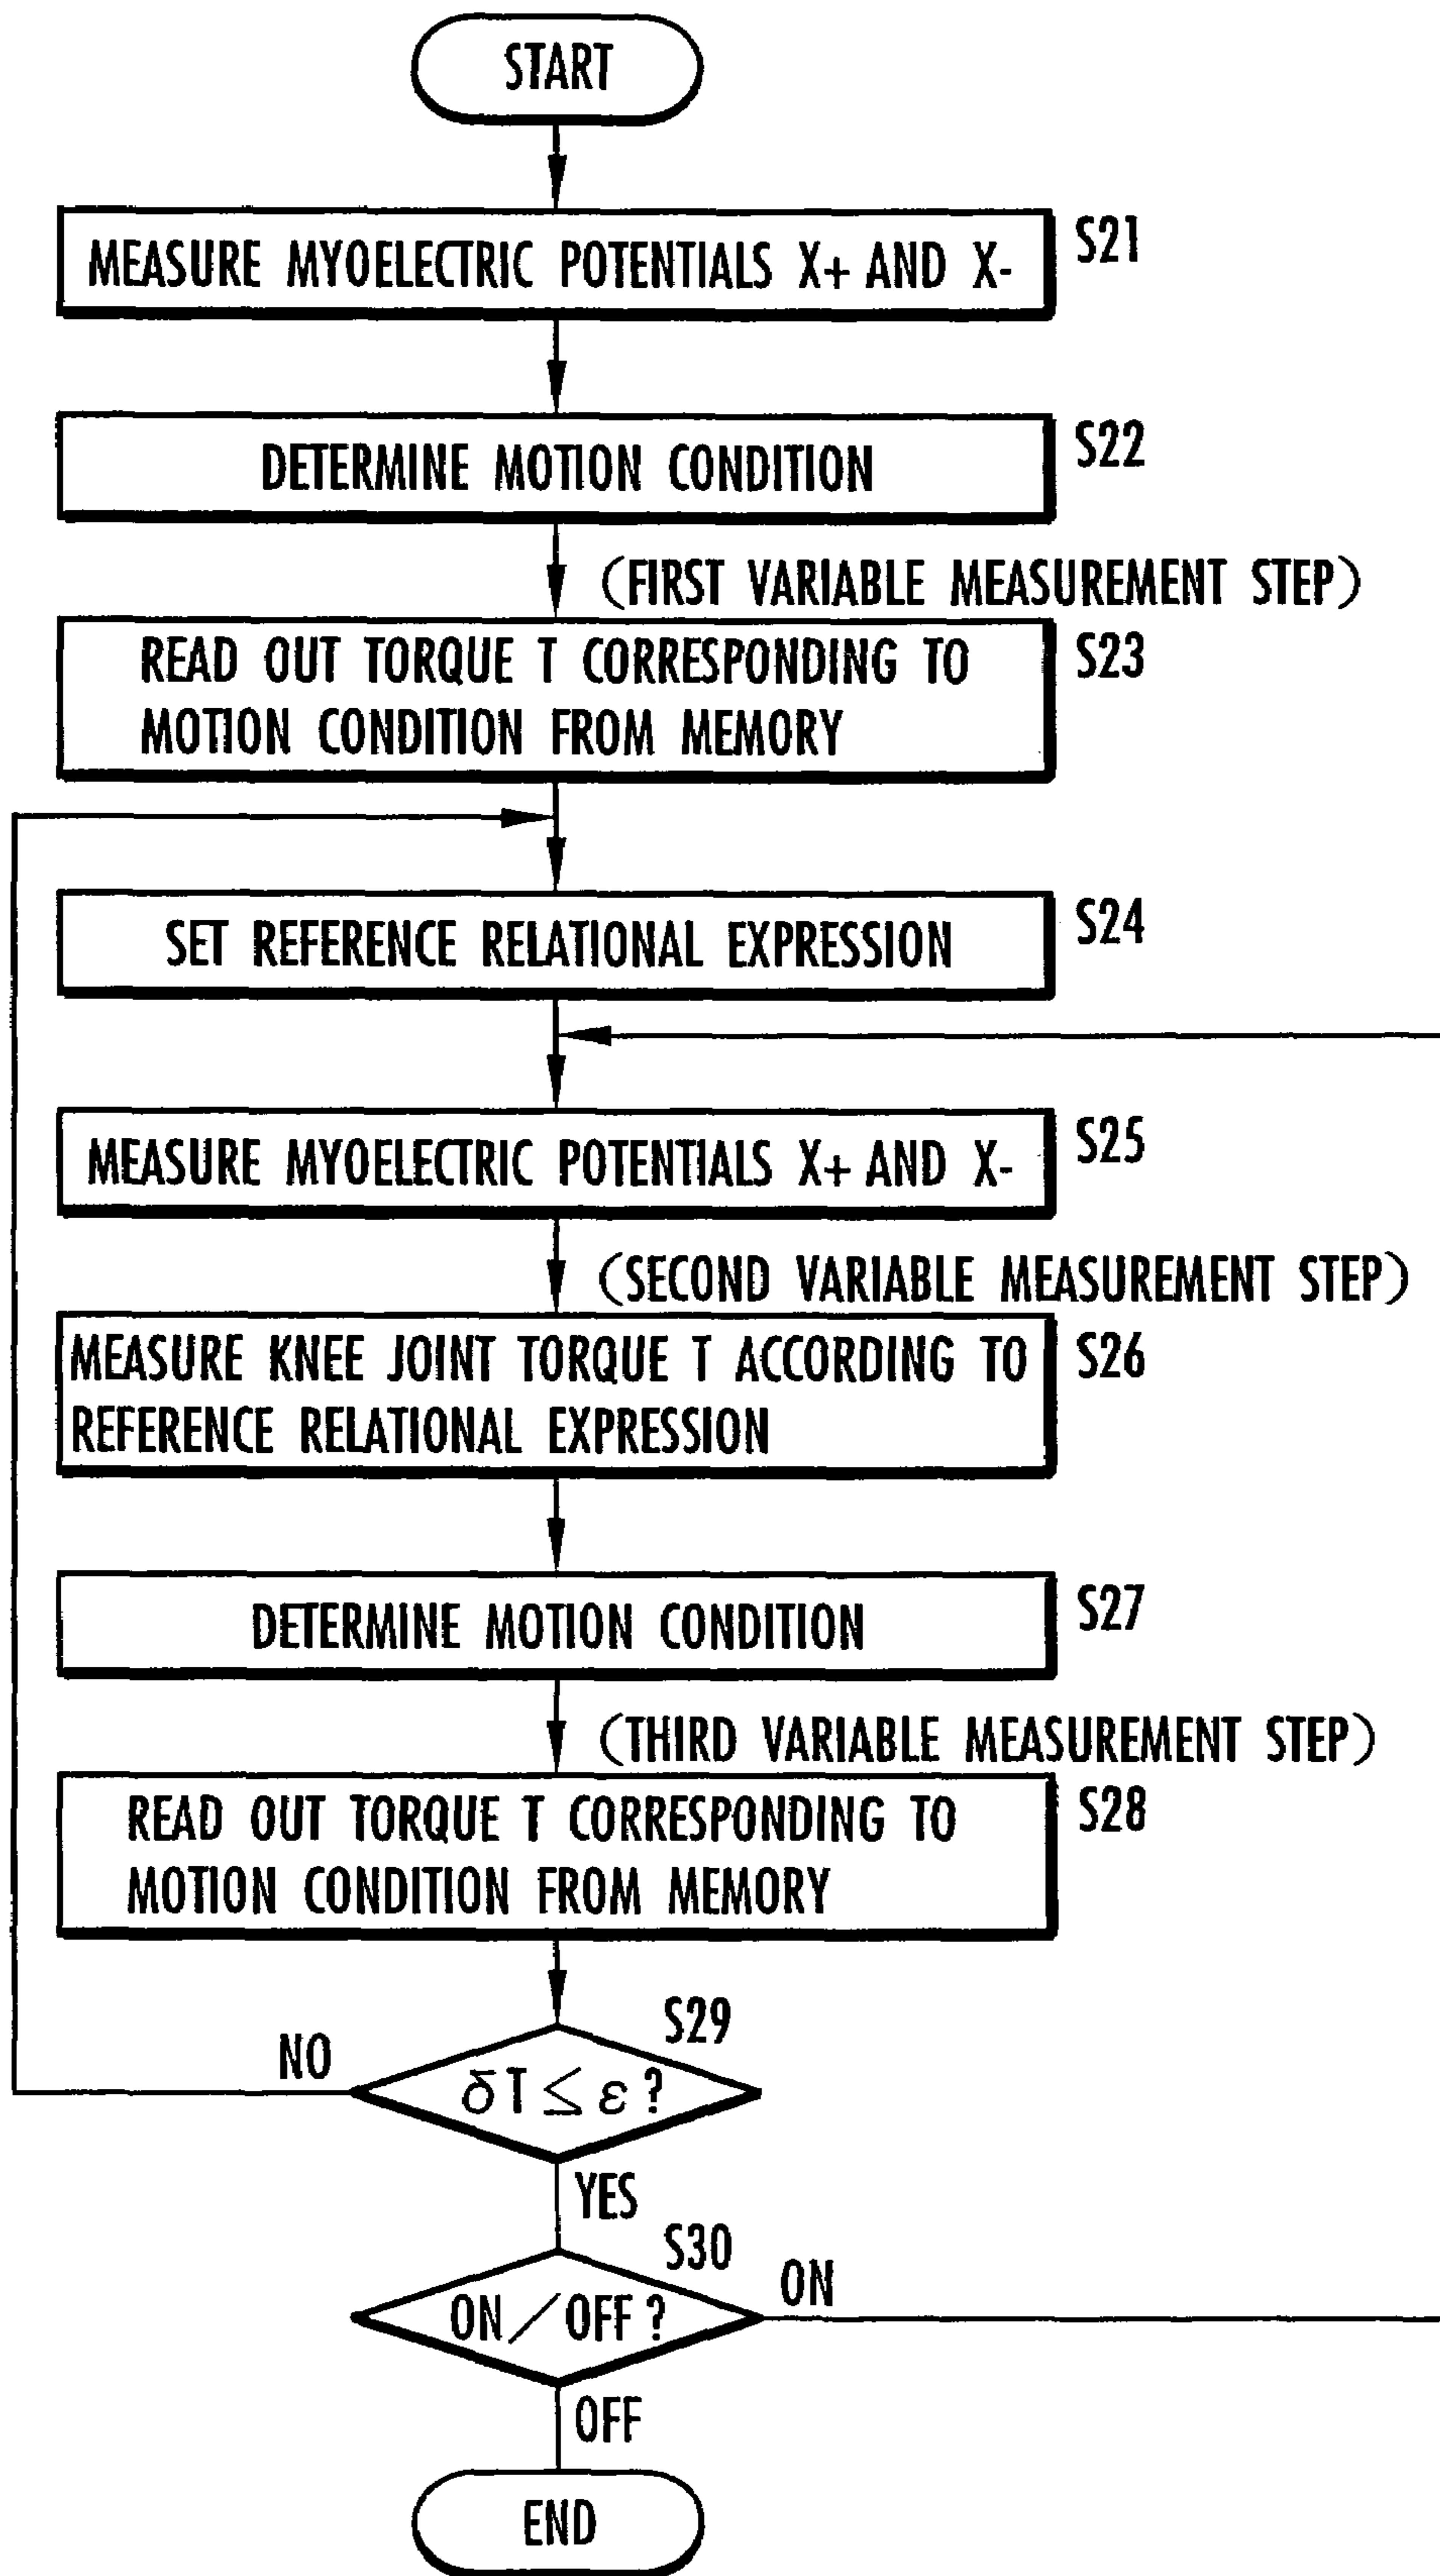 START
MEASURE MYOELECTRIC POTENTIALS X+ AND X-
S21
DETERMINE MOTION CONDITION
S22
(FIRST VARIABLE MEASUREMENT STEP)
READ OUT TORQUE T CORRESPONDING TO
MOTION CONDITION FROM MEMORY
S23
SET REFERENCE RELATIONAL EXPRESSION
S24
MEASURE MYOELECTRIC POTENTIALS X+ AND X-
S25
(SECOND VARIABLE MEASUREMENT STEP)
MEASURE KNEE JOINT TORQUE T ACCORDING TO
REFERENCE RELATIONAL EXPRESSION
S26
DETERMINE MOTION CONDITION
S27
(THIRD VARIABLE MEASUREMENT STEP)
READ OUT TORQUE T CORRESPONDING TO
MOTION CONDITION FROM MEMORY
S28
S29
NO
δT ≤ ε ?
YES
S30
ON/OFF?
ON
OFF
END